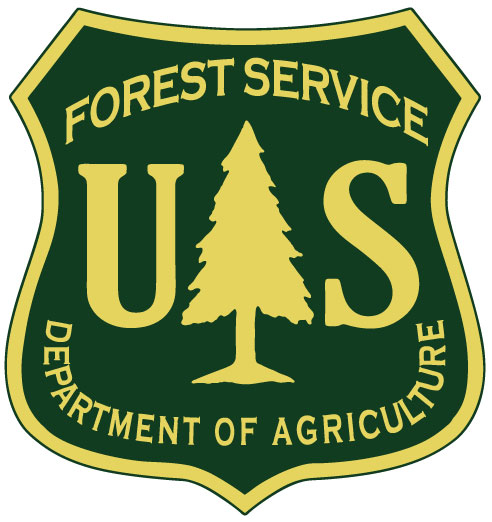 FOREST SERVICE
U S
DEPARTMENT OF AGRICULTURE